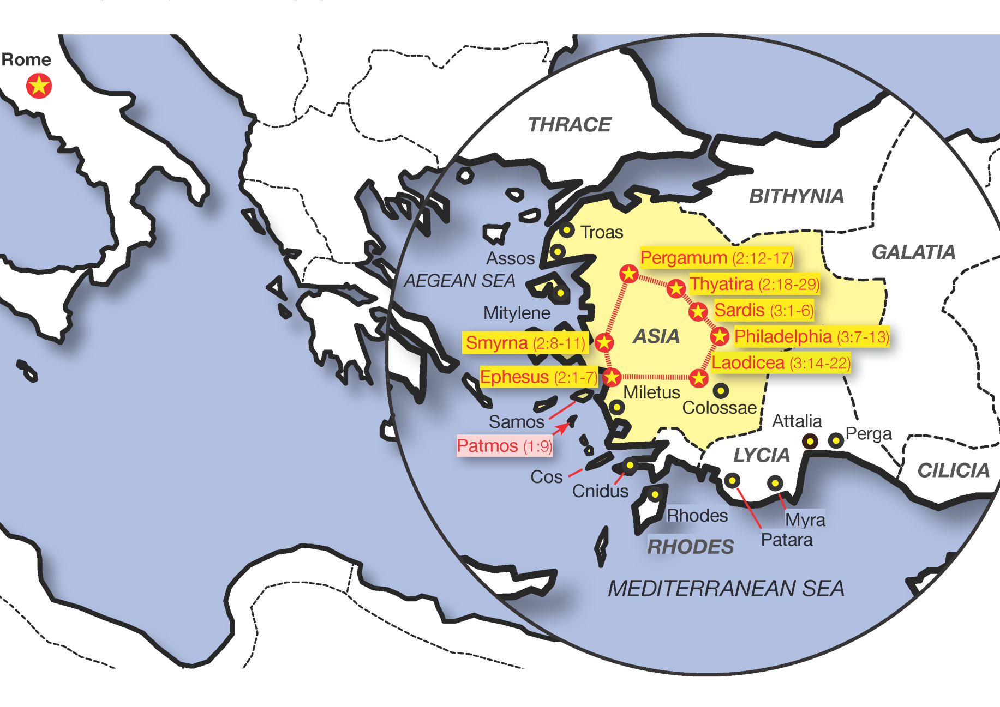 Rome
THRACE
BITHYNIA
Troas
GALATIA
Assos
Pergamum (2:12-17)
AEGEAN SEA
Thyatira (2:18-29)
Mitylene
Sardis (3:1-6)
ASIA
Philadelphia (3:7-13)
Smyrna (2:8-11)
Laodicea (3:14-22)
Ephesus (2:1-7)
Miletus
Colossae
Samos
Attalia
Perga
Patmos (1:9)
LYCIA
CILICIA
Cos
Cnidus
Rhodes
Myra
Patara
RHODES
MEDITERRANEAN SEA